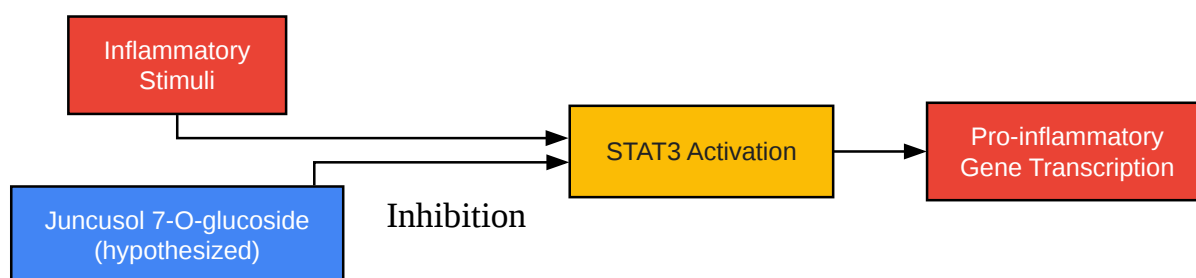 Inflammatory
Stimuli
STAT3 Activation
Pro-inflammatory
Gene Transcription
Juncusol 7-O-glucoside
(hypothesized)
Inhibition